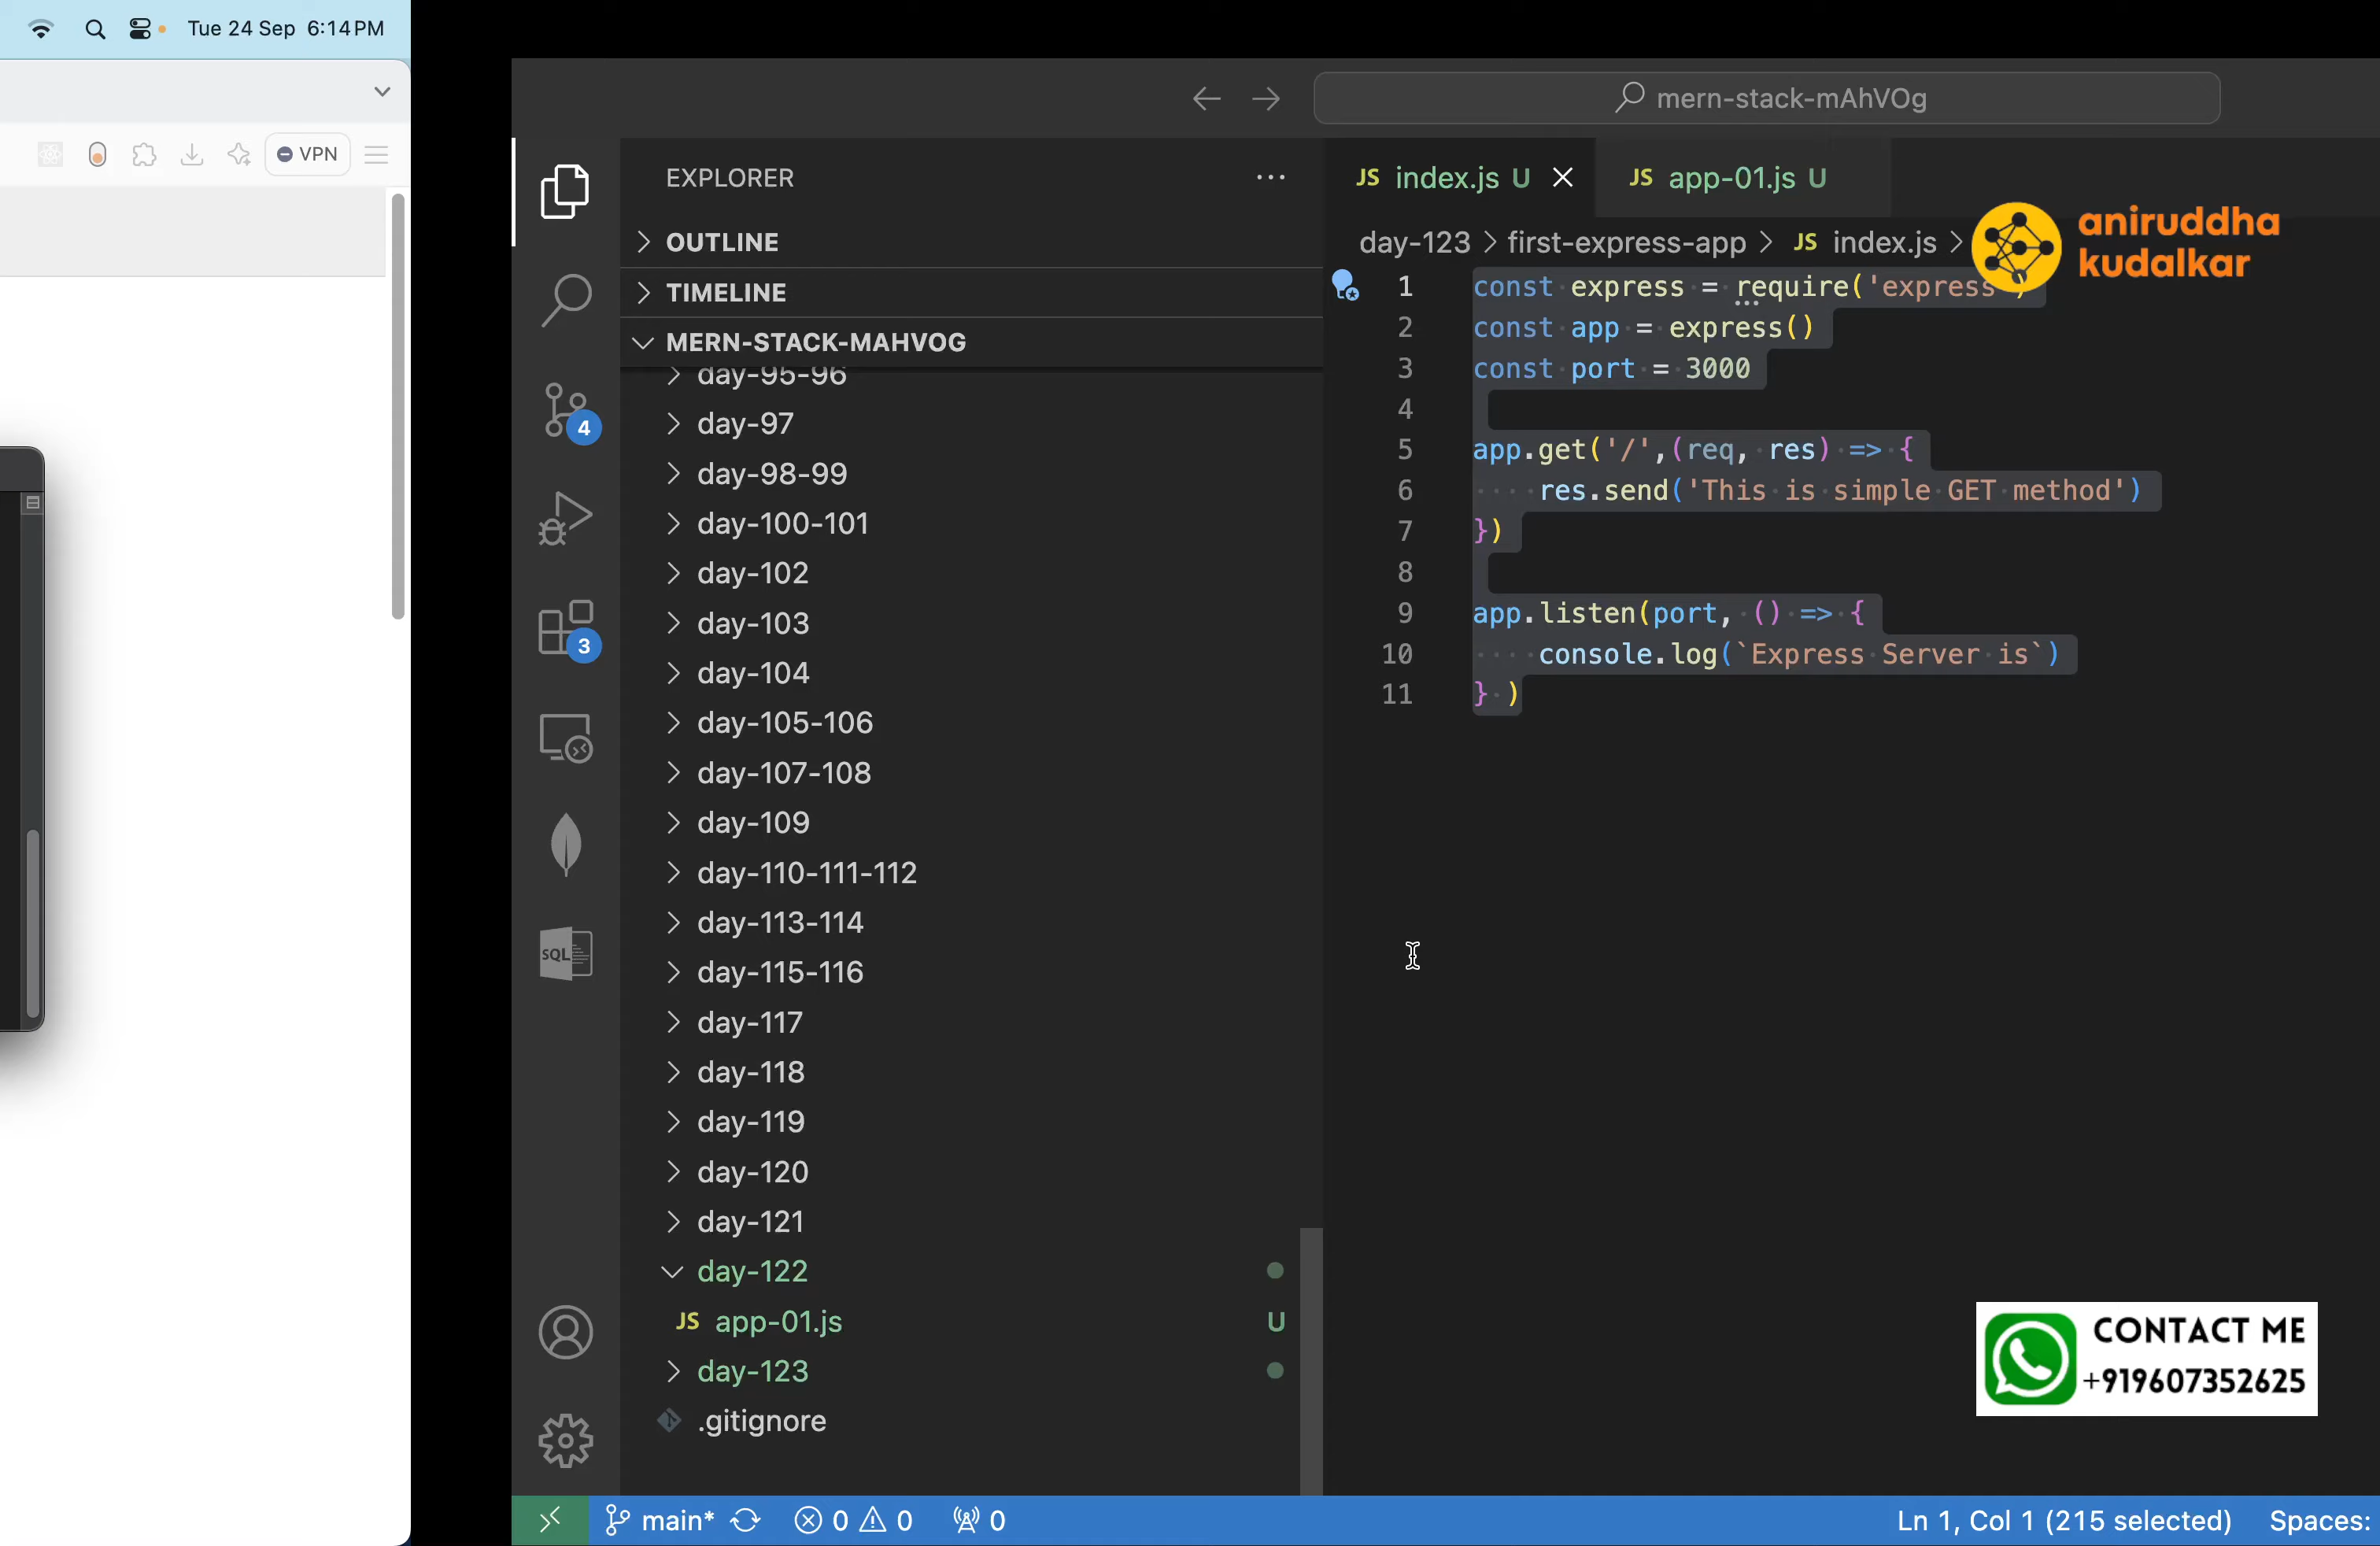 Tue 24 Sep 6:14 PM
VPN
mern-stack-mAhVOg
EXPLORER
OUTLINE
TIMELINE
MERN-STACK-MAHVOG
day-95-96
day-97
day-98-99
day-100-101
day-102
day-103
day-104
day-105-106
day-107-108
day-109
day-110-111-112
day-113-114
day-115-116
day-117
day-118
day-119
day-120
day-121
day-122
JS app-01.js U
day-123
.gitignore
4
3
SQL
JS index.js U
JS app-01.js U
day-123 > first-express-app > JS index.js >
aniruddha
kudalkar
1 const express = require('express')
2 const app = express()
3 const port = 3000
4
5 app.get('/',(req, res) => {
6 res.send('This is simple GET method')
7 })
8
9 app.listen(port, () => {
10 console.log(`Express Server is`)
11 } )
CONTACT ME
+919607352625
main* 0 0 0 Ln 1, Col 1 (215 selected) Spaces: